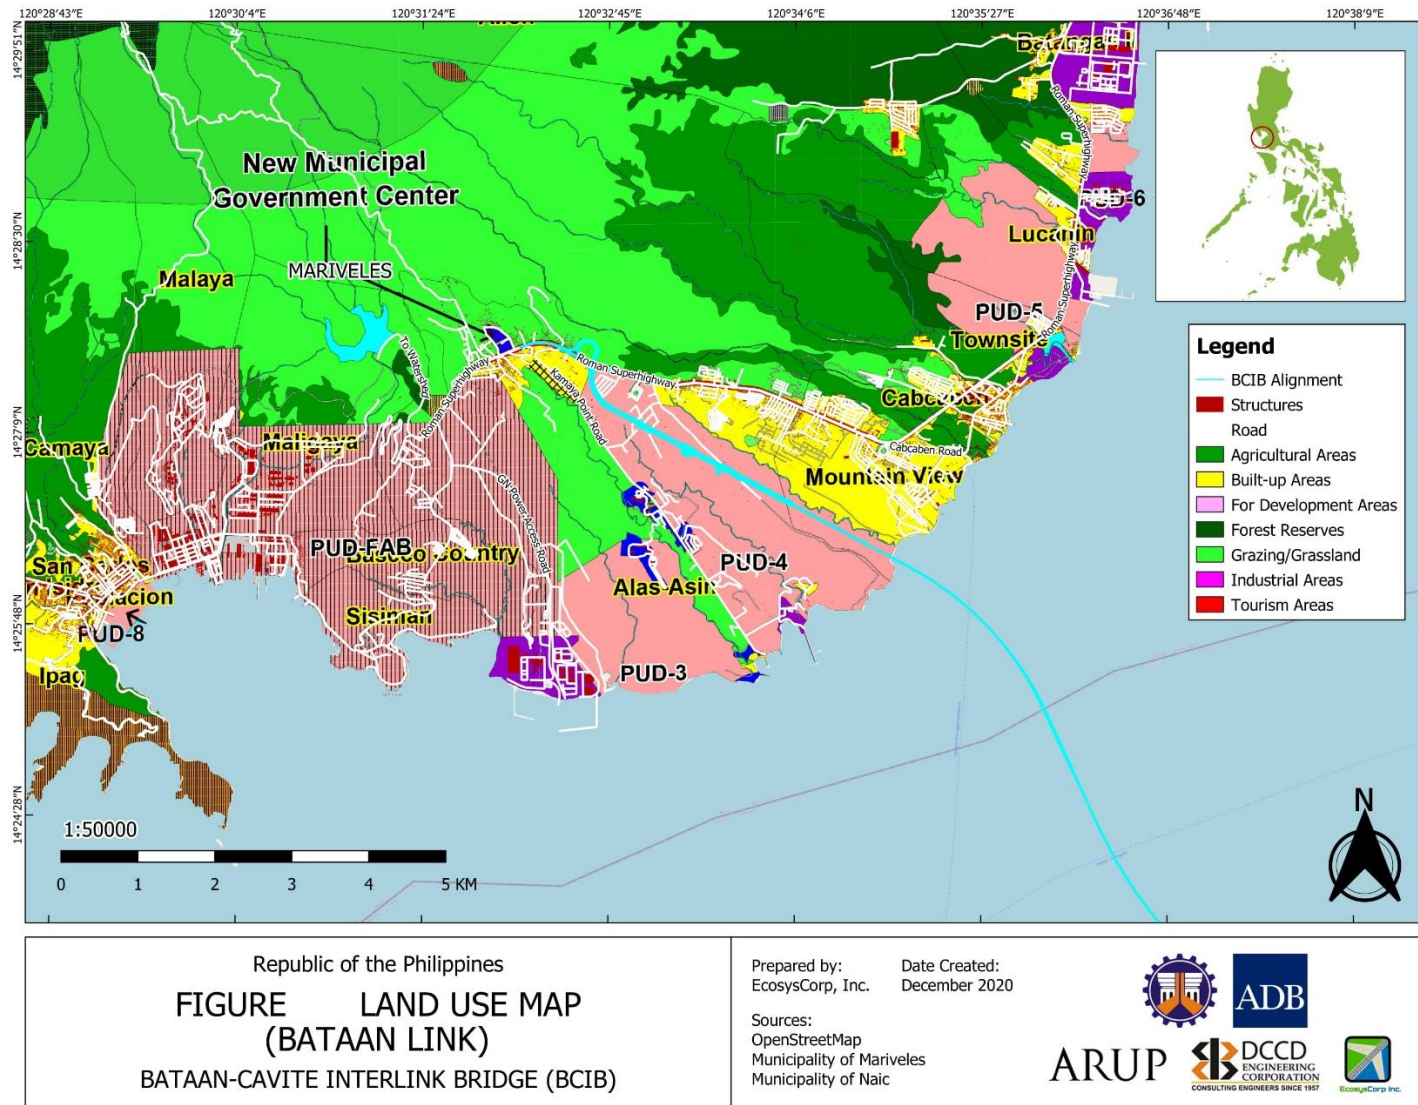 120°28'43"E 120°30'4"E 120°31'24"E 120°32'45"E 120°34'6"E 120°35'27"E 120°36'48"E 120°38'9"E
14°29'51"N
14°28'30"N
14°27'9"N
14°25'48"N
14°24'28"N
New Municipal
Government Center
MARIVELES
Malaya
Lucanin
PUD-6
PUD-5
Townsite
Cabcaben
Roman Superhighway
Roman Superhighway
Roman Superhighway
Roman Superhighway
To Watershed
Kamaya Point Road
Cabcaben Road
GN Power Access Road
Camaya
Maligaya
Mountain View
PUD-FAB
Country
San
Sisiman
Alas-Asin
PUD-4
PUD-8
PUD-3
Ipag
1:50000
0 1 2 3 4 5 KM
N
Legend
BCIB Alignment
Structures
Road
Agricultural Areas
Built-up Areas
For Development Areas
Forest Reserves
Grazing/Grassland
Industrial Areas
Tourism Areas
Republic of the Philippines
FIGURE LAND USE MAP
(BATAAN LINK)
BATAAN-CAVITE INTERLINK BRIDGE (BCIB)
Prepared by:
EcosysCorp, Inc.
Date Created:
December 2020
Sources:
OpenStreetMap
Municipality of Mariveles
Municipality of Naic
ADB
ARUP
DCCD
ENGINEERING
CORPORATION
CONSULTING ENGINEERS SINCE 1957
EcosysCorp Inc.